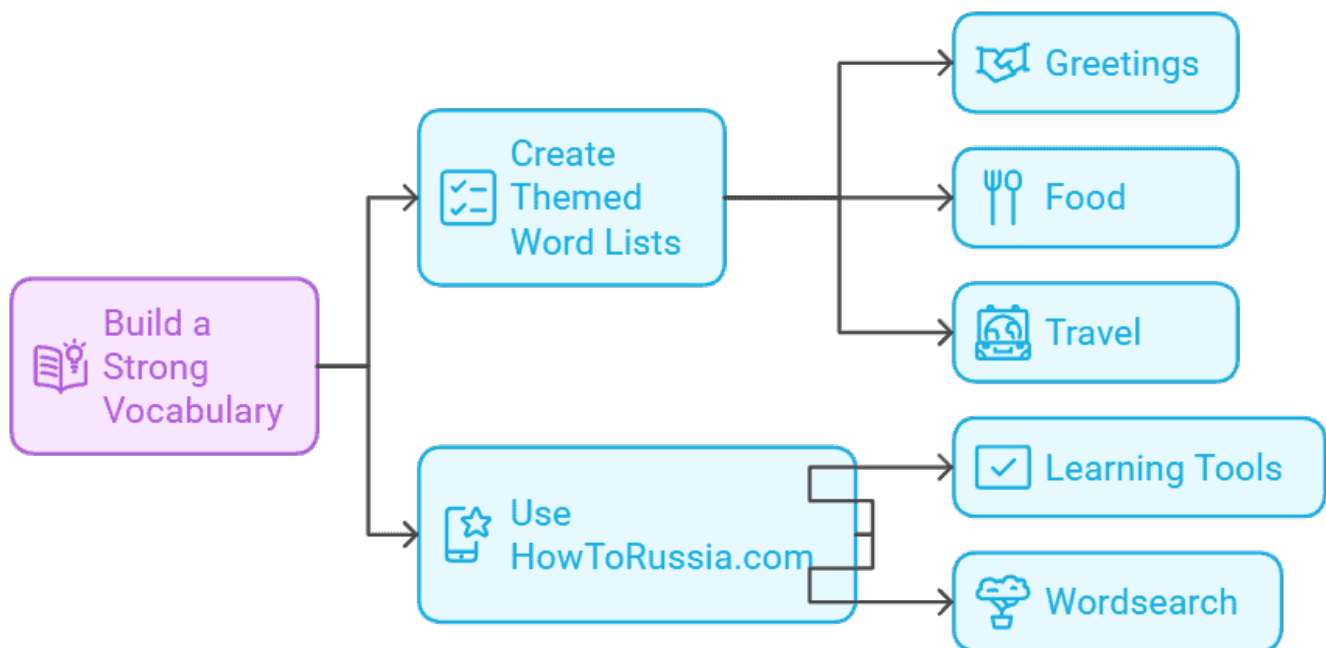 Build a
Strong
Vocabulary
Create
Themed
Word Lists
Greetings
Food
Travel
Use
HowToRussia.com
Learning Tools
Wordsearch